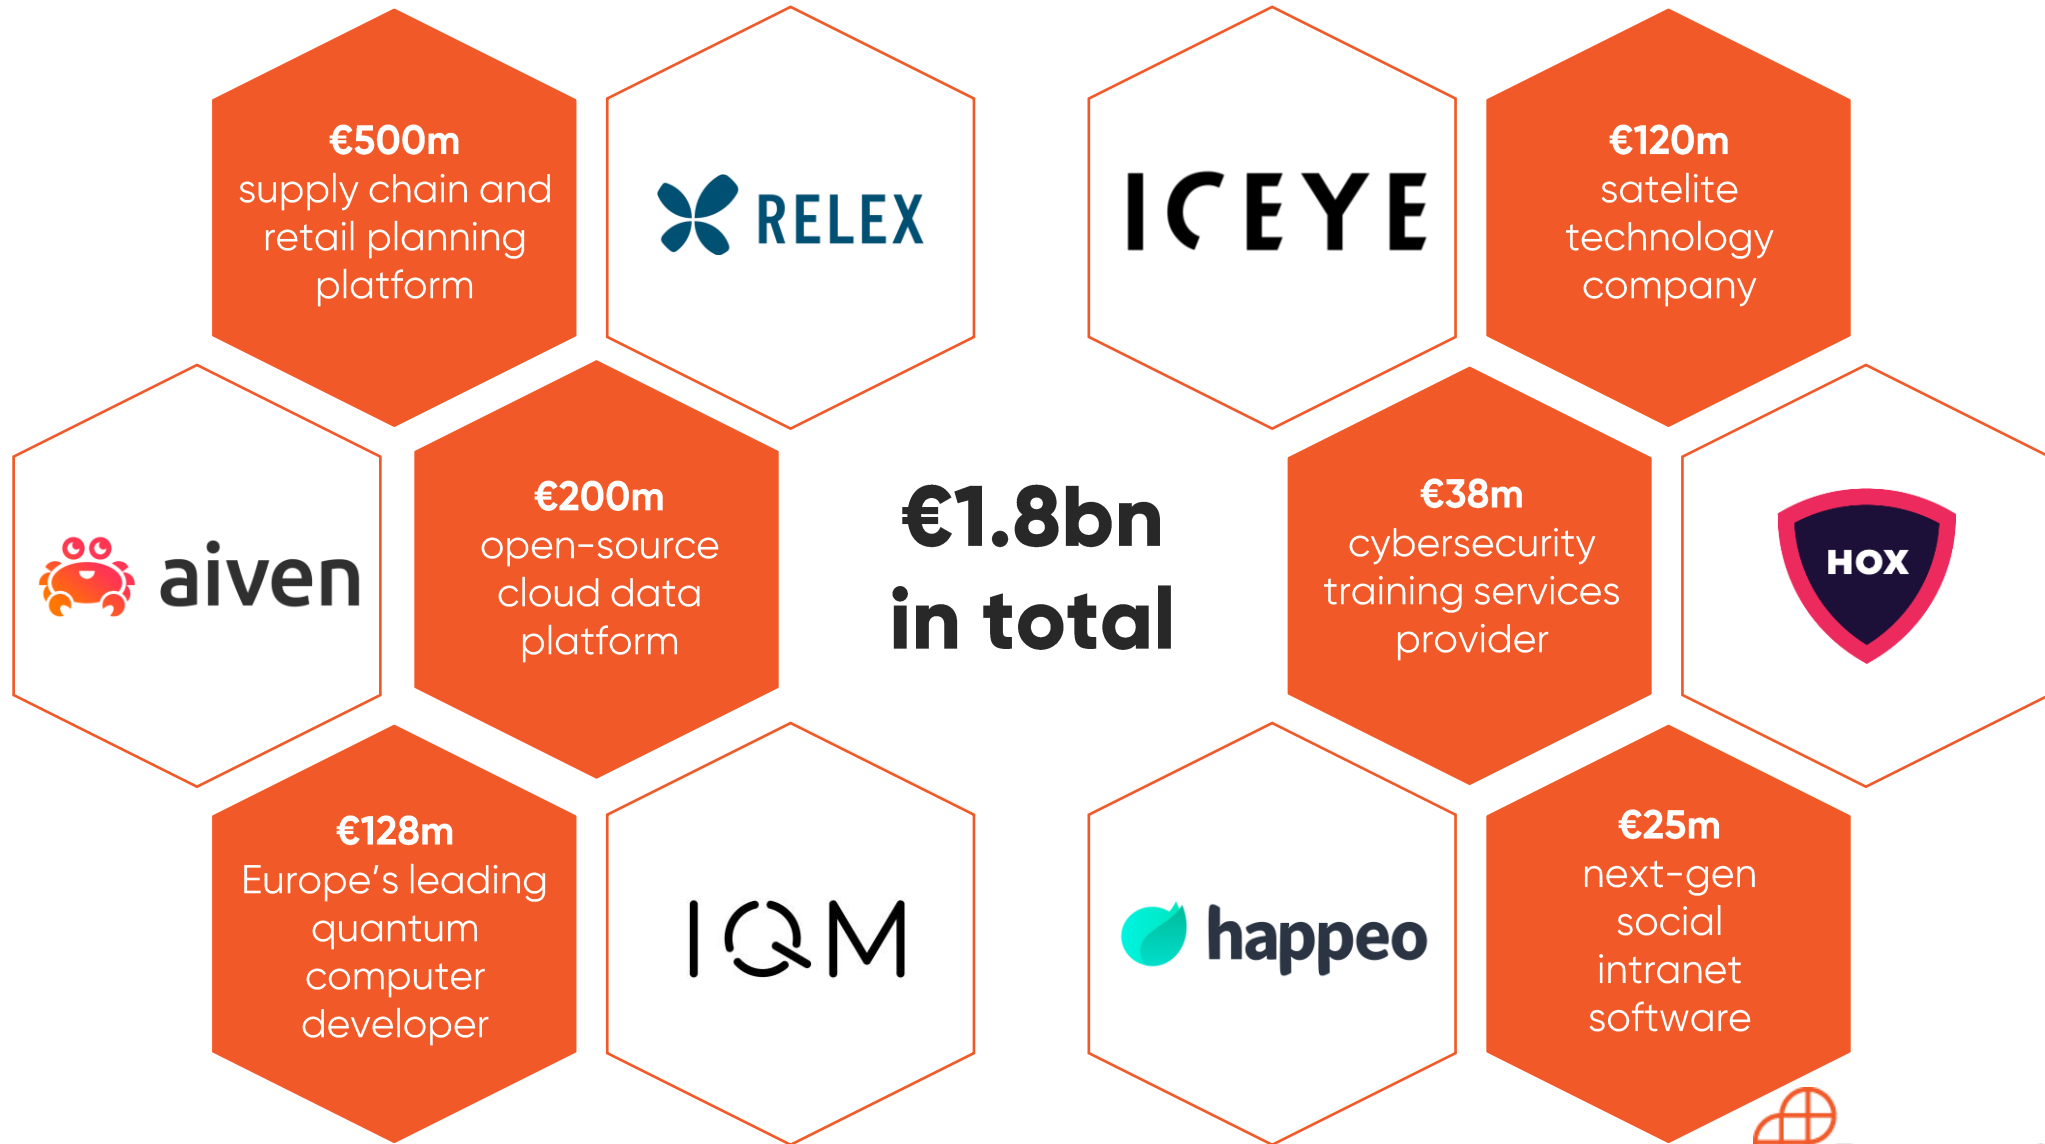 €500m
supply chain and
retail planning
platform
RELEX
ICEYE
€120m
satelite
technology
company
aiven
€200m
open-source
cloud data
platform
€1.8bn
in total
€38m
cybersecurity
training services
provider
HOX
€128m
Europe’s leading
quantum
computer
developer
IQM
happeo
€25m
next-gen
social
intranet
software